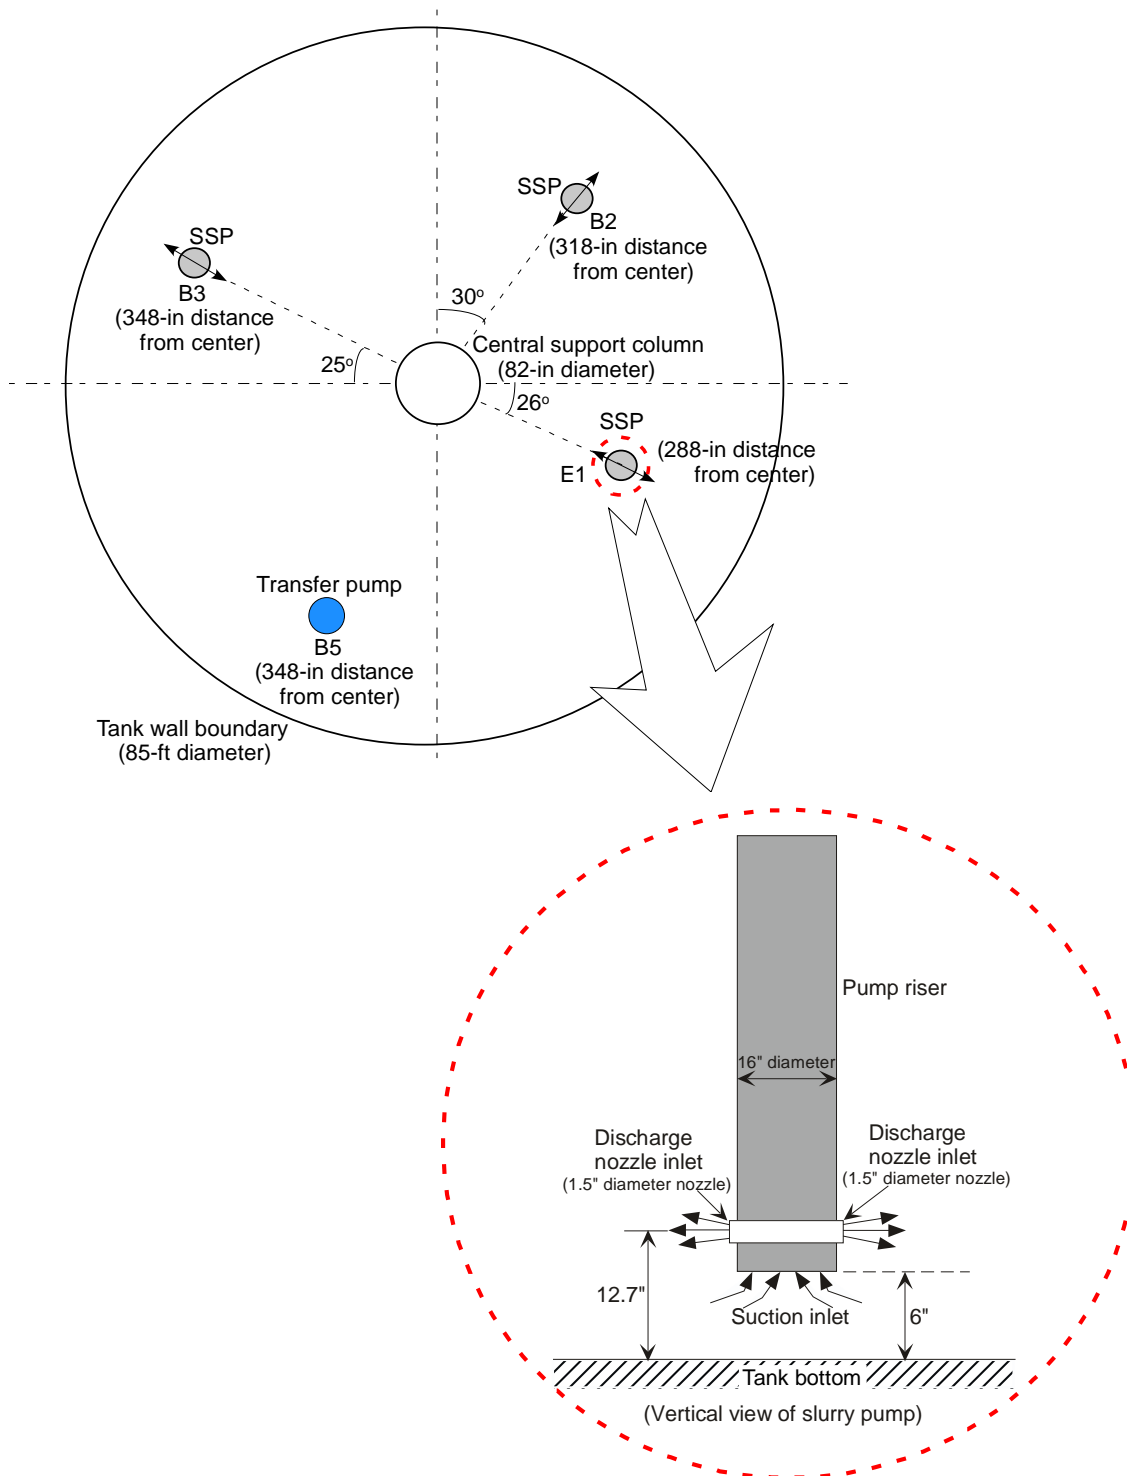 SSP
B2
(318-in distance
from center)
SSP
B3
(348-in distance
from center)
30º
25º
Central support column
(82-in diameter)
26º
SSP
E1
(288-in distance
from center)
Transfer pump
B5
(348-in distance
from center)
Tank wall boundary
(85-ft diameter)
Pump riser
16" diameter
Discharge
nozzle inlet
(1.5" diameter nozzle)
Discharge
nozzle inlet
(1.5" diameter nozzle)
12.7"
Suction inlet
6"
Tank bottom
(Vertical view of slurry pump)